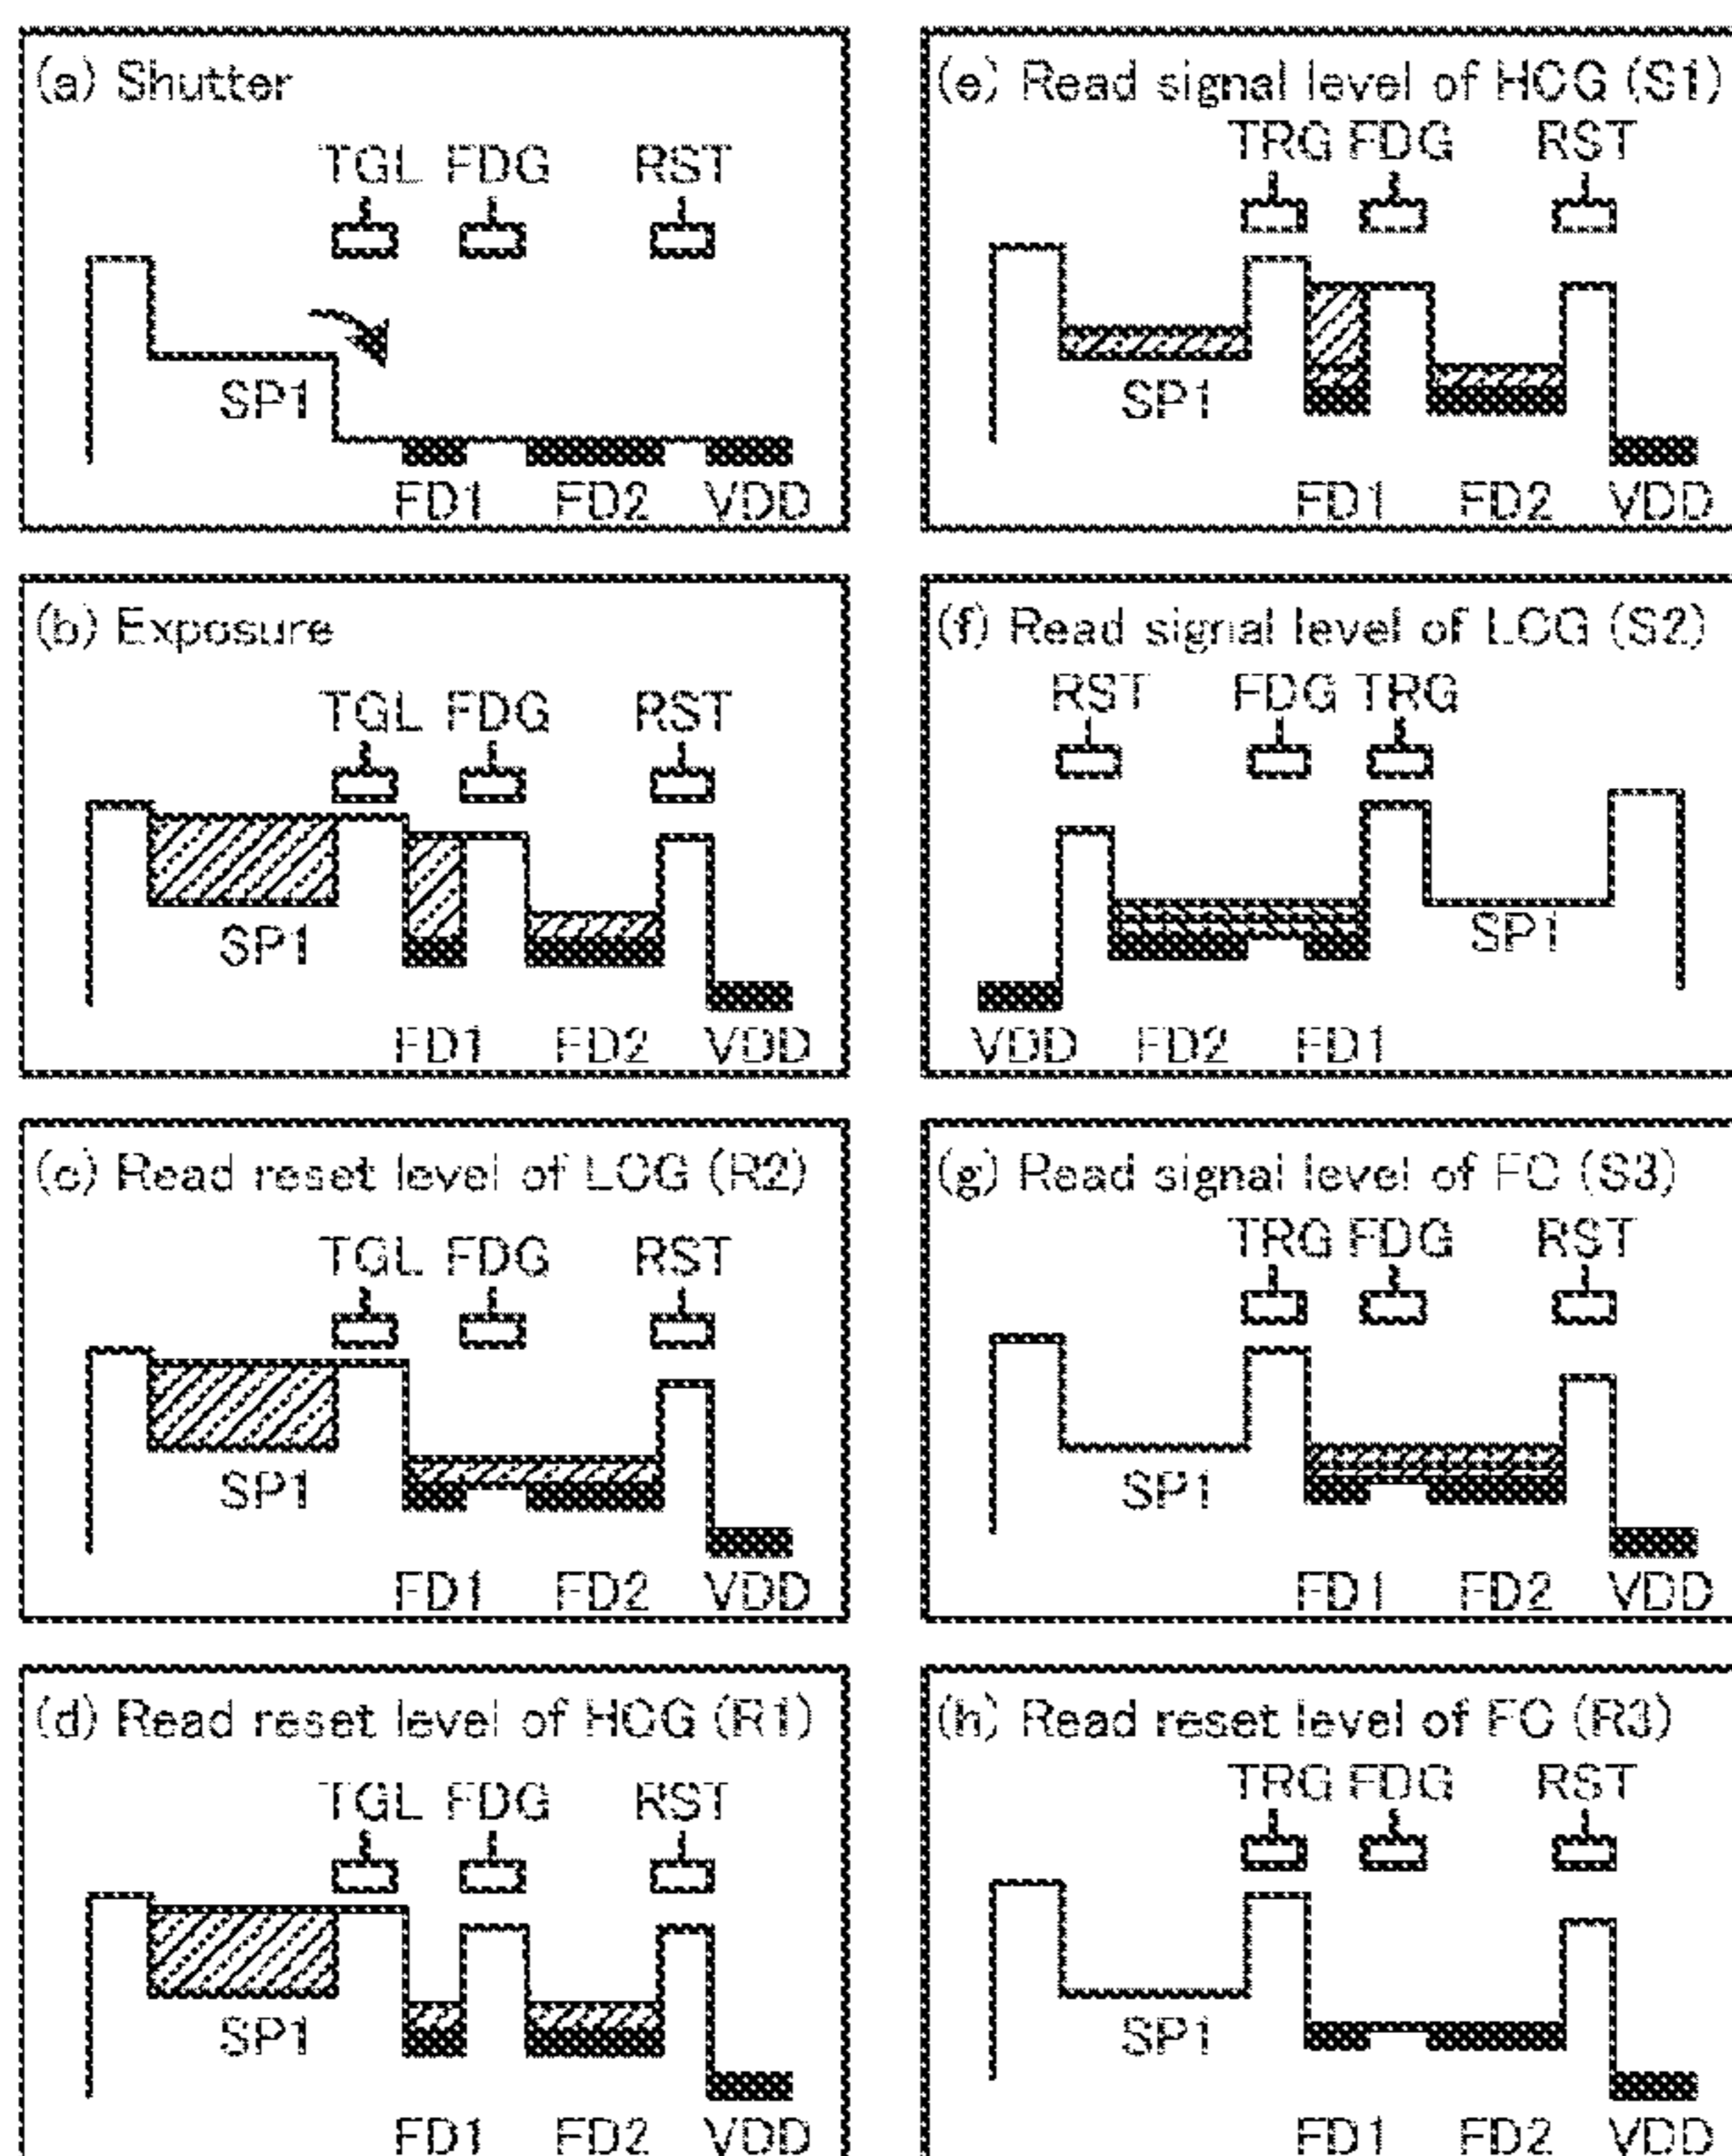 (a) Shutter
TGL FDG RST
SP1
FD1 FD2 VDD
(b) Exposure
TGL FDG RST
SP1
FD1 FD2 VDD
(c) Read reset level of LCG (R2)
TGL FDG RST
SP1
FD1 FD2 VDD
(d) Read reset level of HCG (R1)
TGL FDG RST
SP1
FD1 FD2 VDD
(e) Read signal level of HCG (S1)
TRG FDG RST
SP1
FD1 FD2 VDD
(f) Read signal level of LCG (S2)
RST FDG TRG
SP1
VDD FD2 FD1
(g) Read signal level of FC (S3)
TRG FDG RST
SP1
FD1 FD2 VDD
(h) Read reset level of FC (R3)
TRG FDG RST
SP1
FD1 FD2 VDD